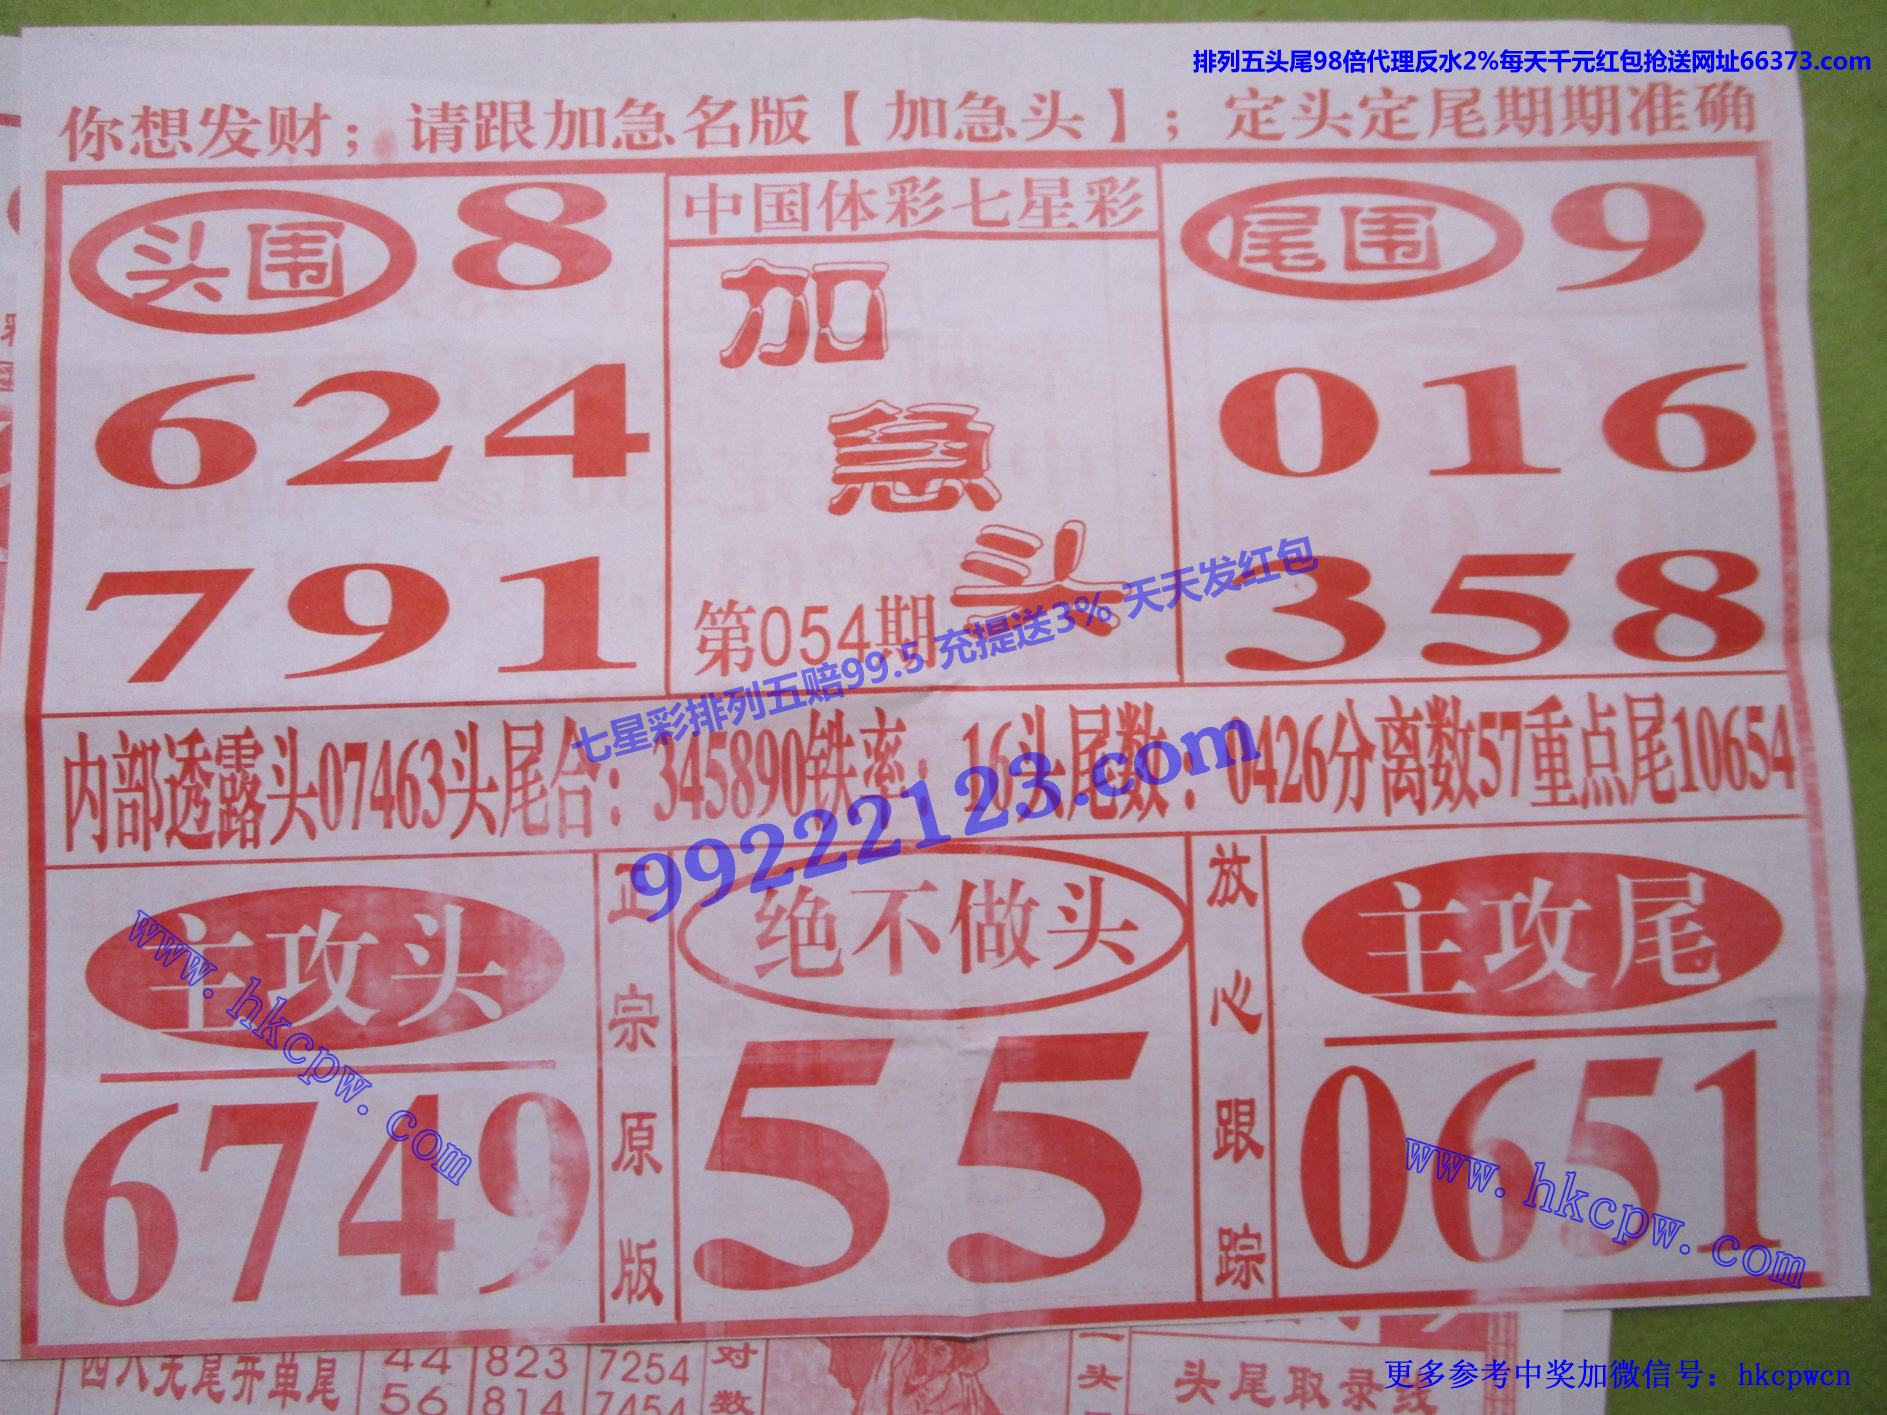 排列五头尾98倍代理反水2%每天千元红包抢送网址66373.com
你想发财；请跟加急名版【加急头】；定头定尾期期准确
头围 8
624
791
中国体彩七星彩
加
急
头
第054期
尾围 9
016
358
七星彩排列五赔99.5 充提送3% 天天发红包
内部透露头07463头尾合：345890铁率：16头尾数：0426分离数57重点尾10654
99222123.com
主攻头
6749
正宗原版
绝不做头
55
放心跟踪
主攻尾
0651
www.hkcpw.com
www.hkcpw.com
四八无尾开单尾
44 823 7254
56 814 7454
对数
头
头尾取录线
更多参考中奖加微信号：hkcpwcn